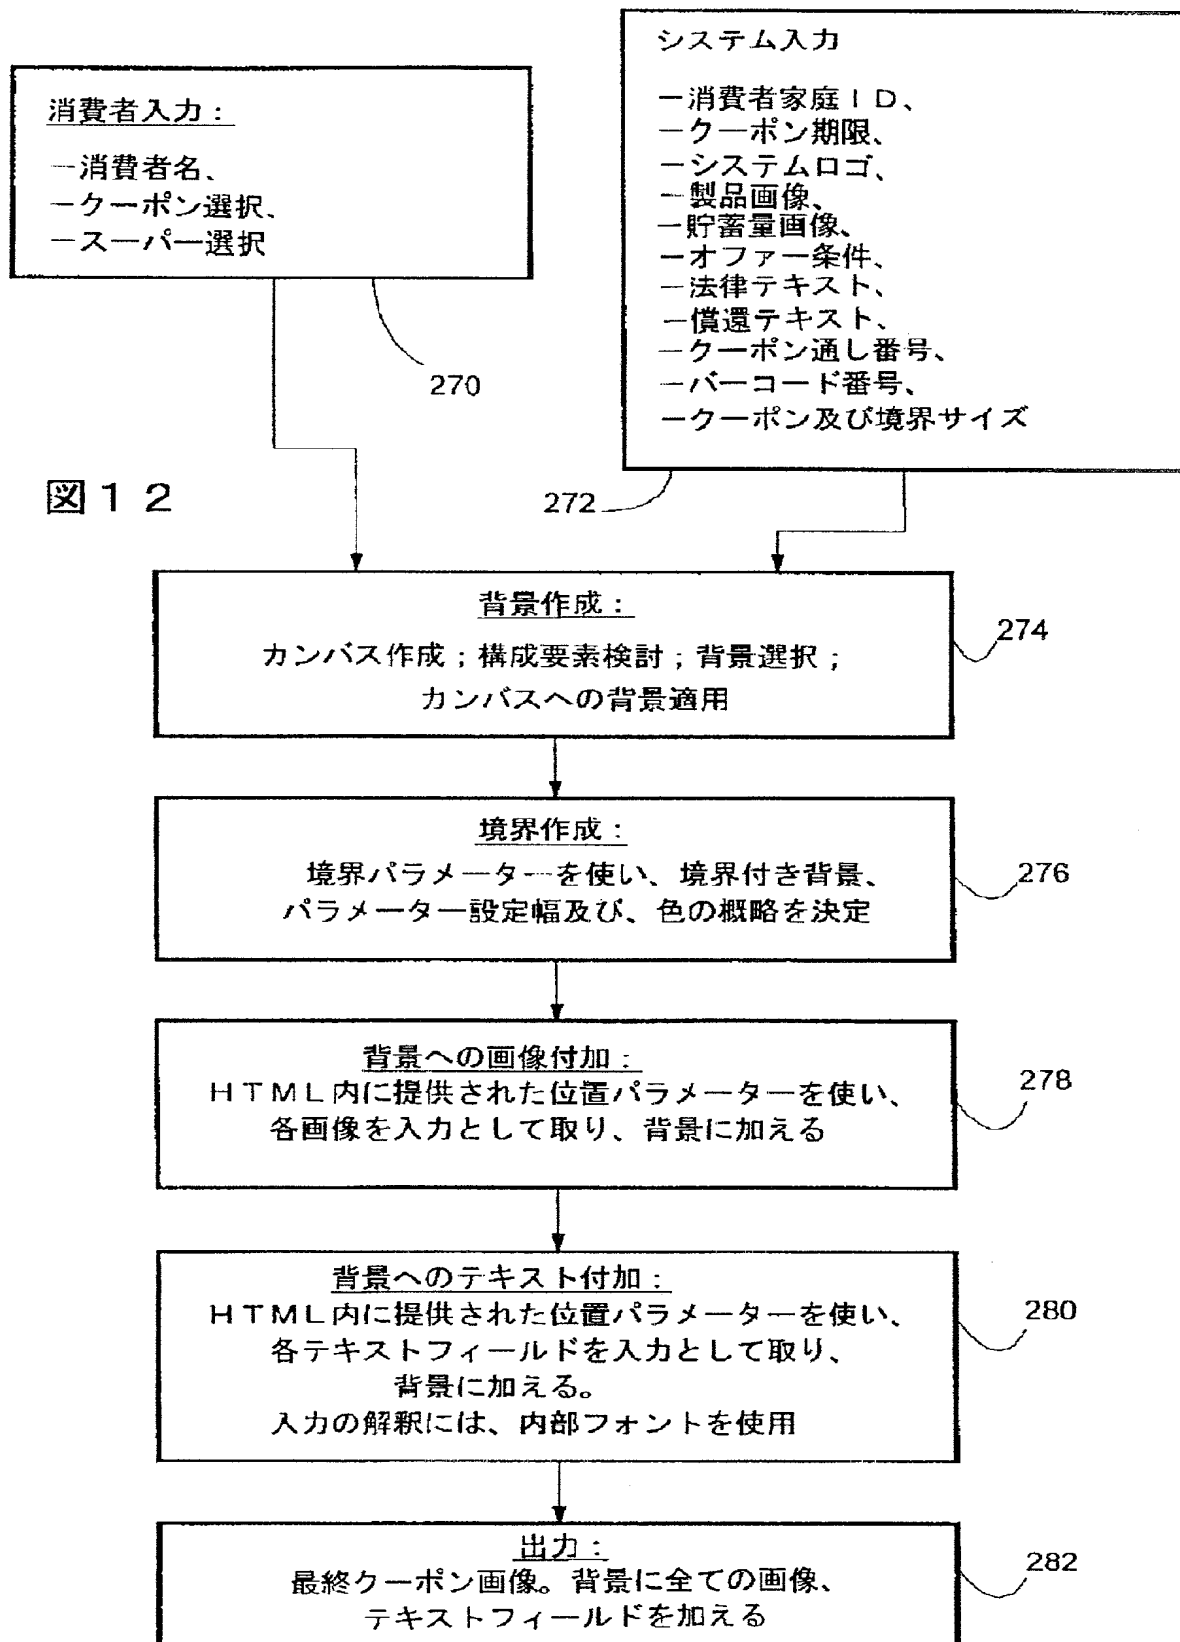 消費者入力：
－消費者名、
－クーポン選択、
－スーパー選択
270
システム入力
－消費者家庭ＩＤ、
－クーポン期限、
－システムロゴ、
－製品画像、
－貯蓄量画像、
－オファー条件、
－法律テキスト、
－償還テキスト、
－クーポン通し番号、
－バーコード番号、
－クーポン及び境界サイズ
272
図１２
背景作成：
カンバス作成；構成要素検討；背景選択；
カンバスへの背景適用
274
境界作成：
境界パラメーターを使い、境界付き背景、
パラメーター設定幅及び、色の概略を決定
276
背景への画像付加：
ＨＴＭＬ内に提供された位置パラメーターを使い、
各画像を入力として取り、背景に加える
278
背景へのテキスト付加：
ＨＴＭＬ内に提供された位置パラメーターを使い、
各テキストフィールドを入力として取り、
背景に加える。
入力の解釈には、内部フォントを使用
280
出力：
最終クーポン画像。背景に全ての画像、
テキストフィールドを加える
282